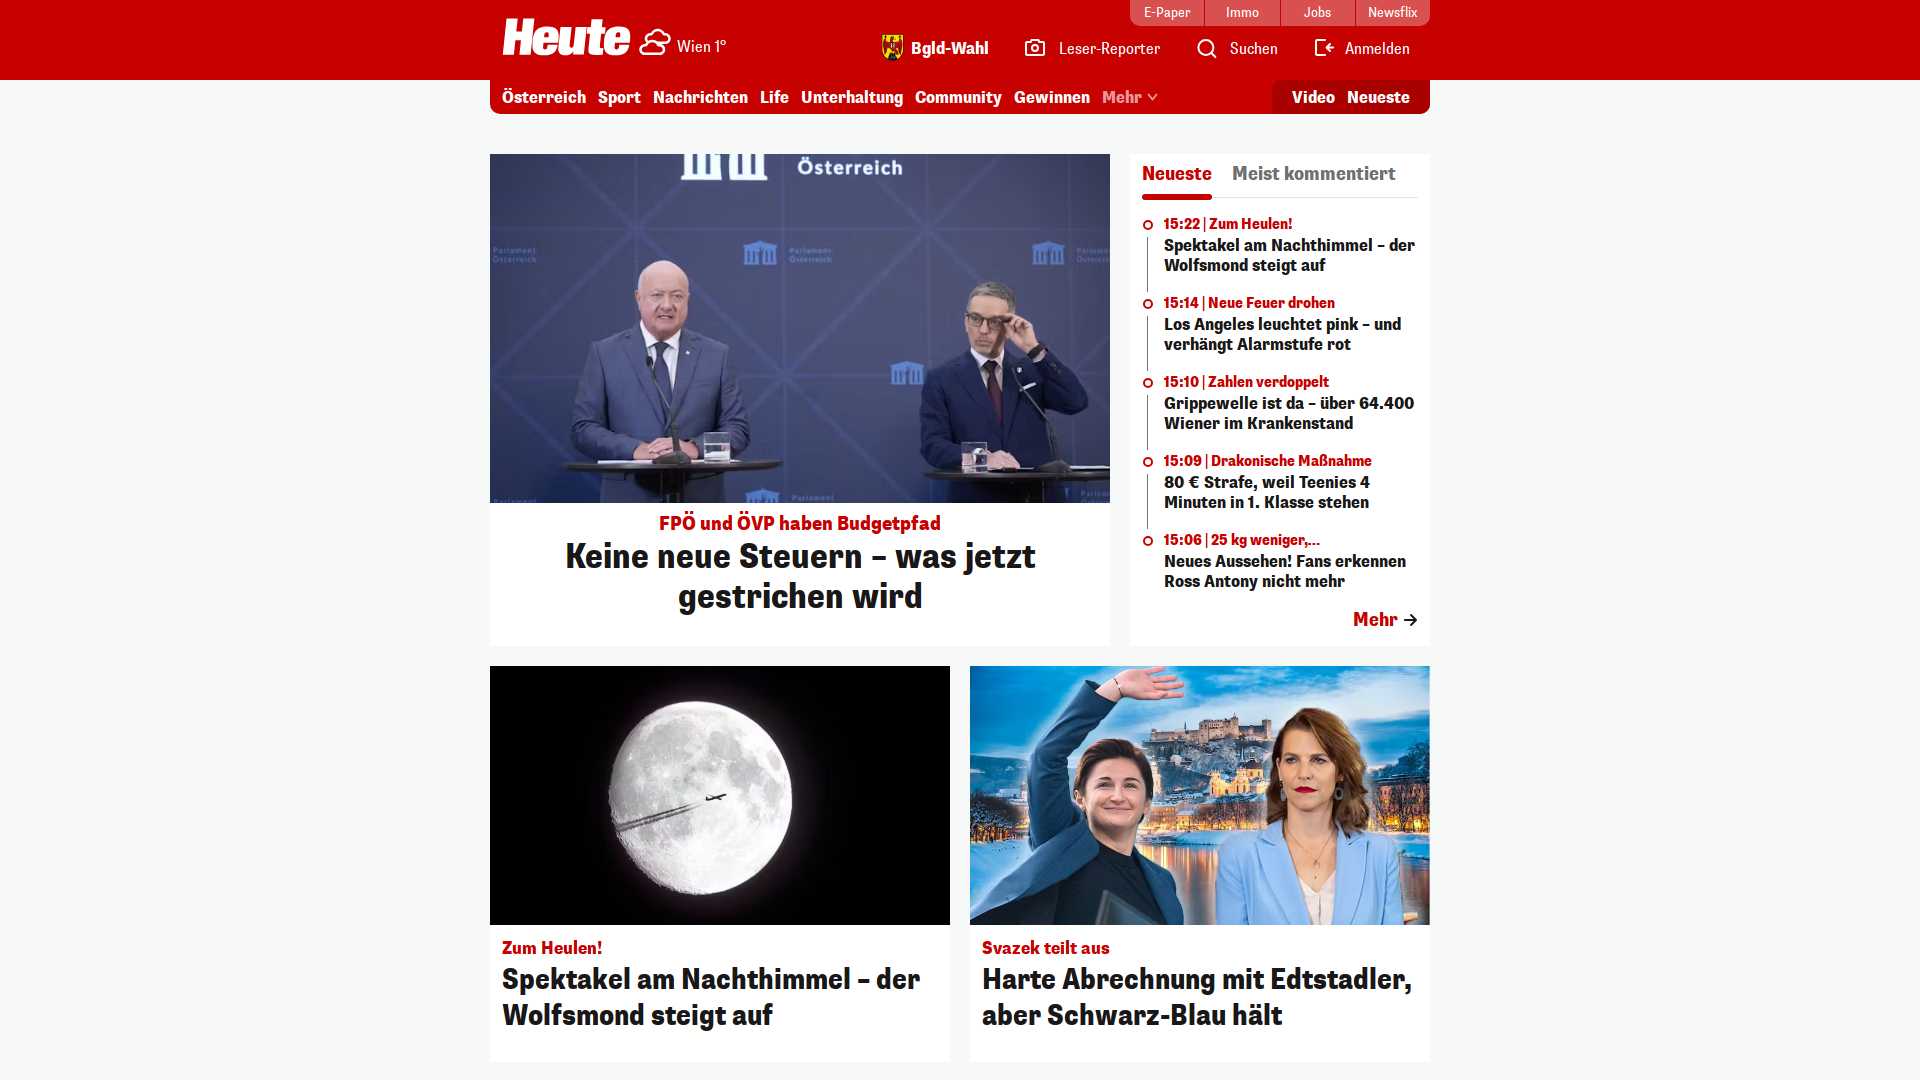 E-Paper
Immo
Jobs
Newsflix
Heute
Wien 1°
Bgld-Wahl
Leser-Reporter
Suchen
Anmelden
Österreich
Sport
Nachrichten
Life
Unterhaltung
Community
Gewinnen
Mehr
Video
Neueste
Österreich
Parlament
Österreich
Parlament
Österreich
Parlament
FPÖ und ÖVP haben Budgetpfad
Keine neue Steuern – was jetzt
gestrichen wird
Neueste
Meist kommentiert
15:22 | Zum Heulen!
Spektakel am Nachthimmel – der
Wolfsmond steigt auf
15:14 | Neue Feuer drohen
Los Angeles leuchtet pink – und
verhängt Alarmstufe rot
15:10 | Zahlen verdoppelt
Grippewelle ist da – über 64.400
Wiener im Krankenstand
15:09 | Drakonische Maßnahme
80 € Strafe, weil Teenies 4
Minuten in 1. Klasse stehen
15:06 | 25 kg weniger,...
Neues Aussehen! Fans erkennen
Ross Antony nicht mehr
Mehr
Zum Heulen!
Spektakel am Nachthimmel – der
Wolfsmond steigt auf
Svazek teilt aus
Harte Abrechnung mit Edtstadler,
aber Schwarz-Blau hält